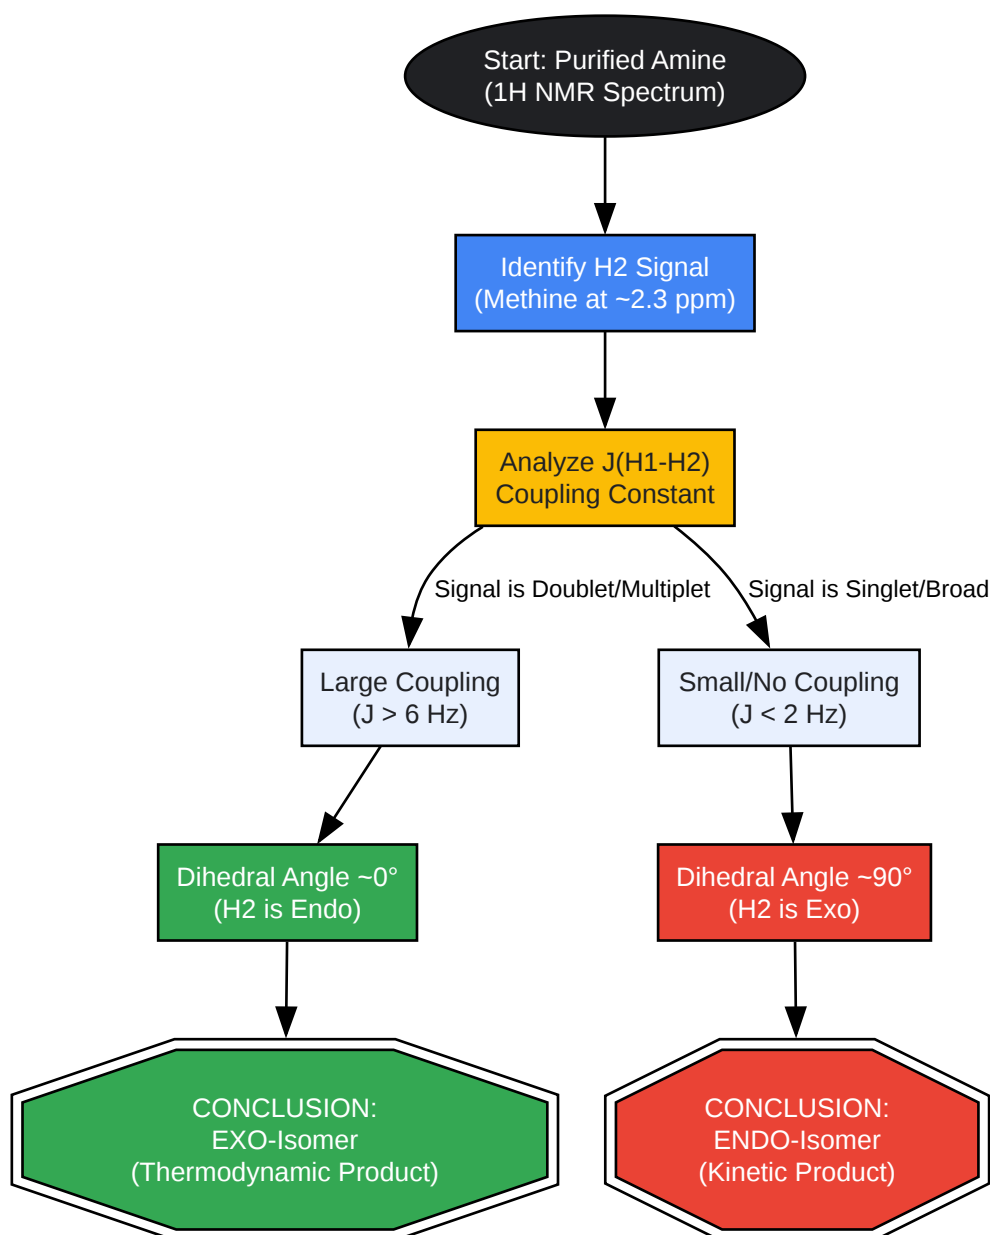 Start: Purified Amine
(1H NMR Spectrum)
Identify H2 Signal
(Methine at ~2.3 ppm)
Analyze J(H1-H2)
Coupling Constant
Signal is Doublet/Multiplet
Signal is Singlet/Broad
Large Coupling
(J > 6 Hz)
Small/No Coupling
(J < 2 Hz)
Dihedral Angle ~0°
(H2 is Endo)
Dihedral Angle ~90°
(H2 is Exo)
CONCLUSION:
EXO-Isomer
(Thermodynamic Product)
CONCLUSION:
ENDO-Isomer
(Kinetic Product)